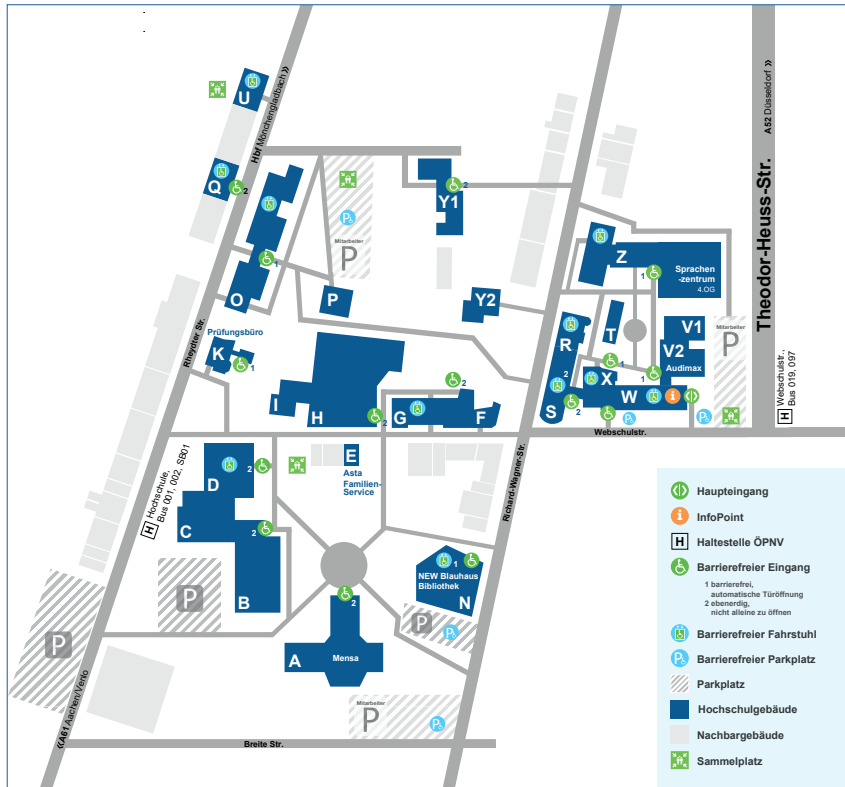 U
Hbf Mönchengladbach »
A52 Düsseldorf »
Theodor-Heuss-Str.
Q
2
2
Y1
Mitarbeiter
P
Z
1
Sprachen
-zentrum
4.OG
1
O
P
Y2
T
V1
Mitarbeiter
P
Rheydter Str.
Prüfungsbüro
K
1
R
V2
Audimax
1
1
2
X
I
H
2
2
G
F
S
2
W
Webschulstr.
H Webschulstr.,
Bus 019, 097
H Hochschule,
Bus 001, 002, SB01
D
2
E
Asta
Familien-
Service
Richard-Wagner-Str.
C
2
B
P
P
1
NEW Blauhaus
Bibliothek
N
P
2
A
Mensa
Mitarbeiter
P
«A61 Aachen/Venlo
Breite Str.
Haupteingang
i InfoPoint
H Haltestelle ÖPNV
Barrierefreier Eingang
1 barrierefrei,
automatische Türöffnung
2 ebenerdig,
nicht alleine zu öffnen
Barrierefreier Fahrstuhl
P Barrierefreier Parkplatz
Parkplatz
Hochschulgebäude
Nachbargebäude
Sammelplatz